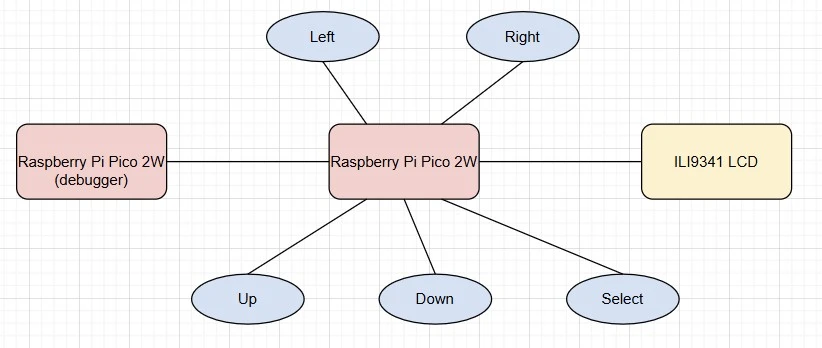 Left
Right
Raspberry Pi Pico 2W
(debugger)
Raspberry Pi Pico 2W
ILI9341 LCD
Up
Down
Select